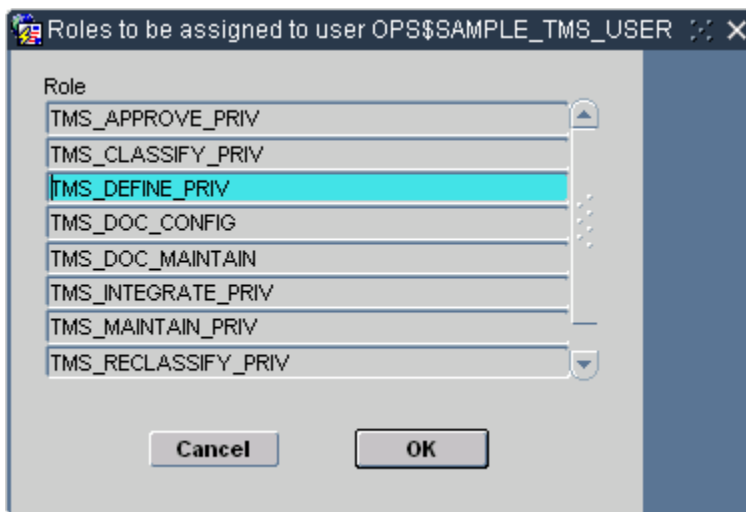 Roles to be assigned to user OPS$SAMPLE_TMS_USER
Role
TMS_APPROVE_PRIV
TMS_CLASSIFY_PRIV
TMS_DEFINE_PRIV
TMS_DOC_CONFIG
TMS_DOC_MAINTAIN
TMS_INTEGRATE_PRIV
TMS_MAINTAIN_PRIV
TMS_RECLASSIFY_PRIV
Cancel OK